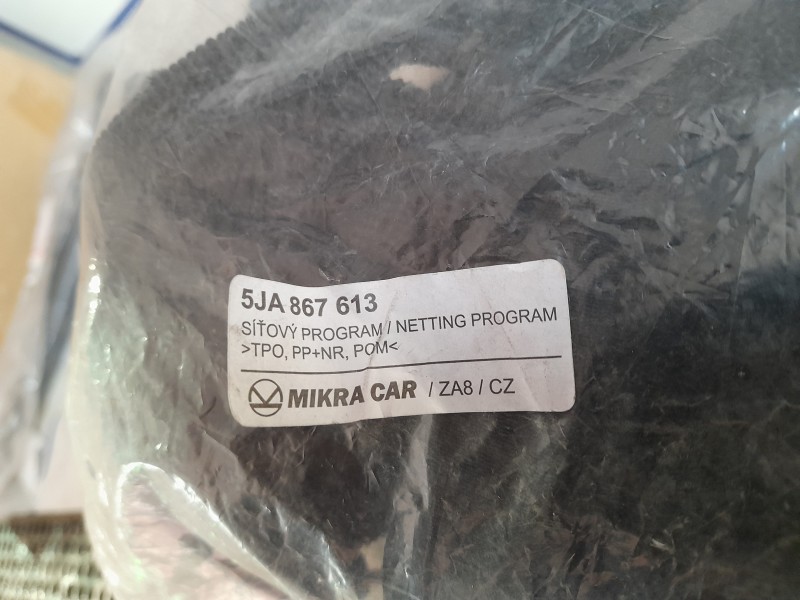 5JA 867 613
SÍŤOVÝ PROGRAM / NETTING PROGRAM
>TPO, PP+NR, POM<
MIKRA CAR / ZA8 / CZ